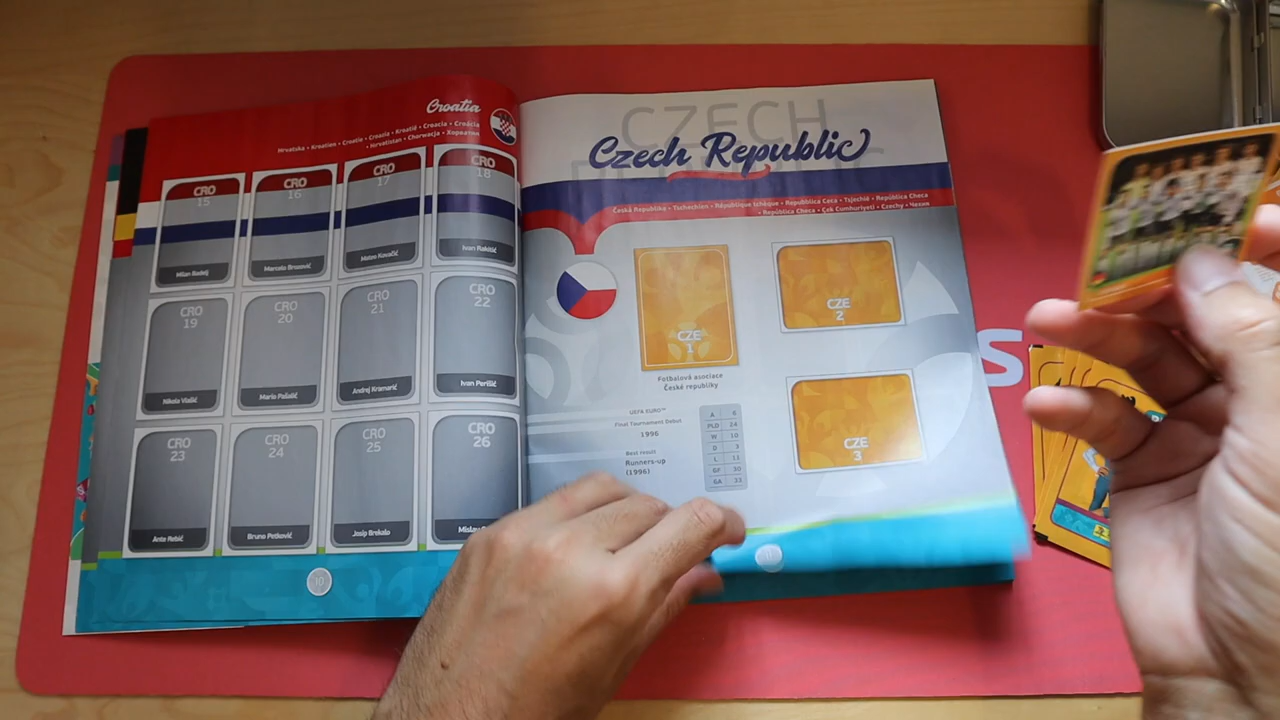 Croatia
Hrvatska • Kroatien • Croatie • Croatia • Kroatië • Croacia • Croácia
• Hırvatistan • Chorwacja • Хорватия
CRO
15
Milan Badelj
CRO
16
Marcelo Brozović
CRO
17
Mateo Kovačić
CRO
18
Ivan Rakitić
CRO
19
Nikola Vlašić
CRO
20
Mario Pašalić
CRO
21
Andrej Kramarić
CRO
22
Ivan Perišić
CRO
23
Ante Rebić
CRO
24
Bruno Petković
CRO
25
Josip Brekalo
CRO
26
10
CZECH
Czech Republic
Česká Republika • Tschechien • République tchèque • Repubblica Ceca • Tsjechië • República Checa
• República Checa • Çek Cumhuriyeti • Czechy • Чехия
CZE
1
Fotbalová asociace
České republiky
CZE
2
CZE
3
UEFA EURO™
Final Tournament Debut
1996
Best result
Runners-up
(1996)
A 6
PLD 24
W 10
D 3
L 11
GF 30
GA 33
11
S